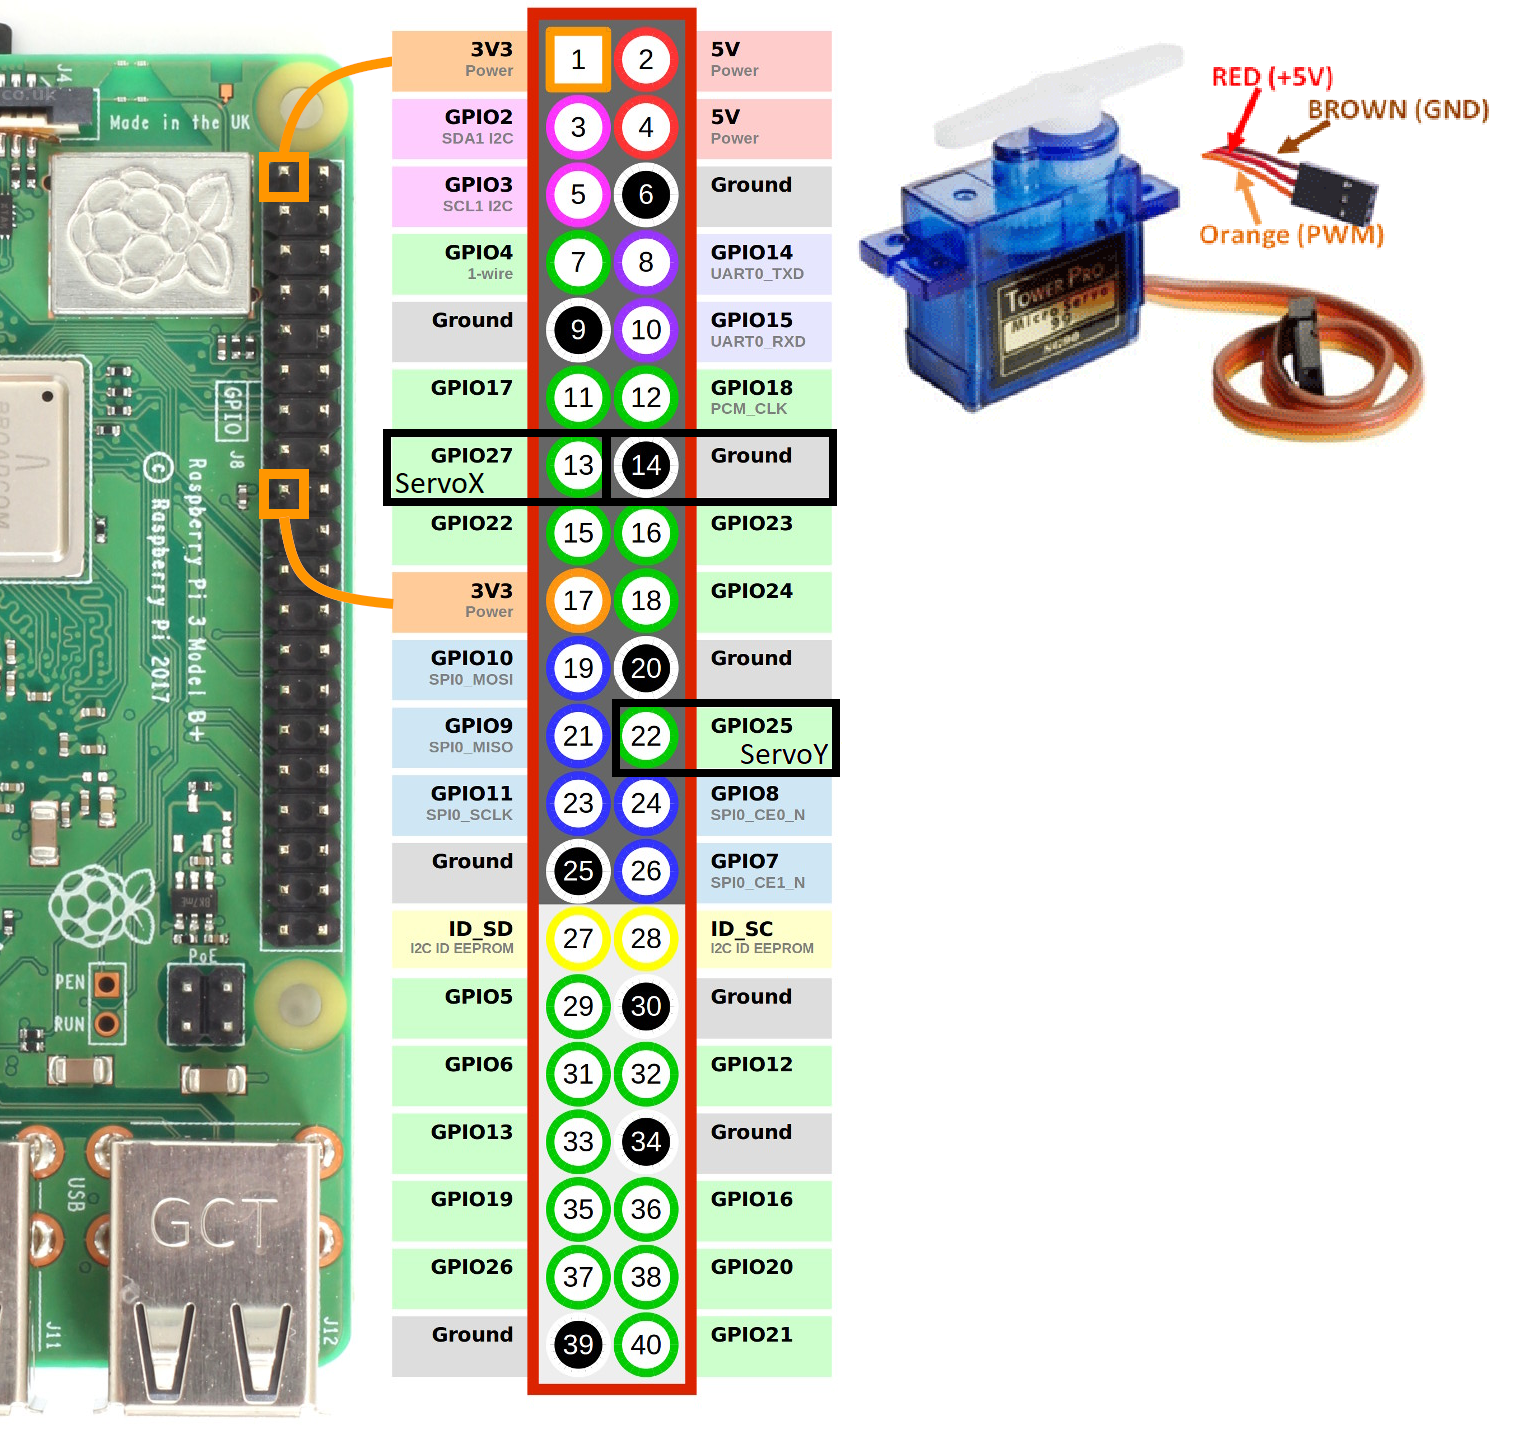 J4
co.uk
Made in the UK
GPIO
J8
© Raspberry Pi 2017
Raspberry Pi 3 Model B+
PoE
PEN
RUN
USB
GCT
J11
J12
3V3
Power
1
2
5V
Power
GPIO2
SDA1 I2C
3
4
5V
Power
GPIO3
SCL1 I2C
5
6
Ground
GPIO4
1-wire
7
8
GPIO14
UART0_TXD
Ground
9
10
GPIO15
UART0_RXD
GPIO17
11
12
GPIO18
PCM_CLK
GPIO27
ServoX
13
14
Ground
GPIO22
15
16
GPIO23
3V3
Power
17
18
GPIO24
GPIO10
SPI0_MOSI
19
20
Ground
GPIO9
SPI0_MISO
21
22
GPIO25
ServoY
GPIO11
SPI0_SCLK
23
24
GPIO8
SPI0_CE0_N
Ground
25
26
GPIO7
SPI0_CE1_N
ID_SD
I2C ID EEPROM
27
28
ID_SC
I2C ID EEPROM
GPIO5
29
30
Ground
GPIO6
31
32
GPIO12
GPIO13
33
34
Ground
GPIO19
35
36
GPIO16
GPIO26
37
38
GPIO20
Ground
39
40
GPIO21
RED (+5V)
BROWN (GND)
Orange (PWM)
TOWER PRO
Micro Servo
9g